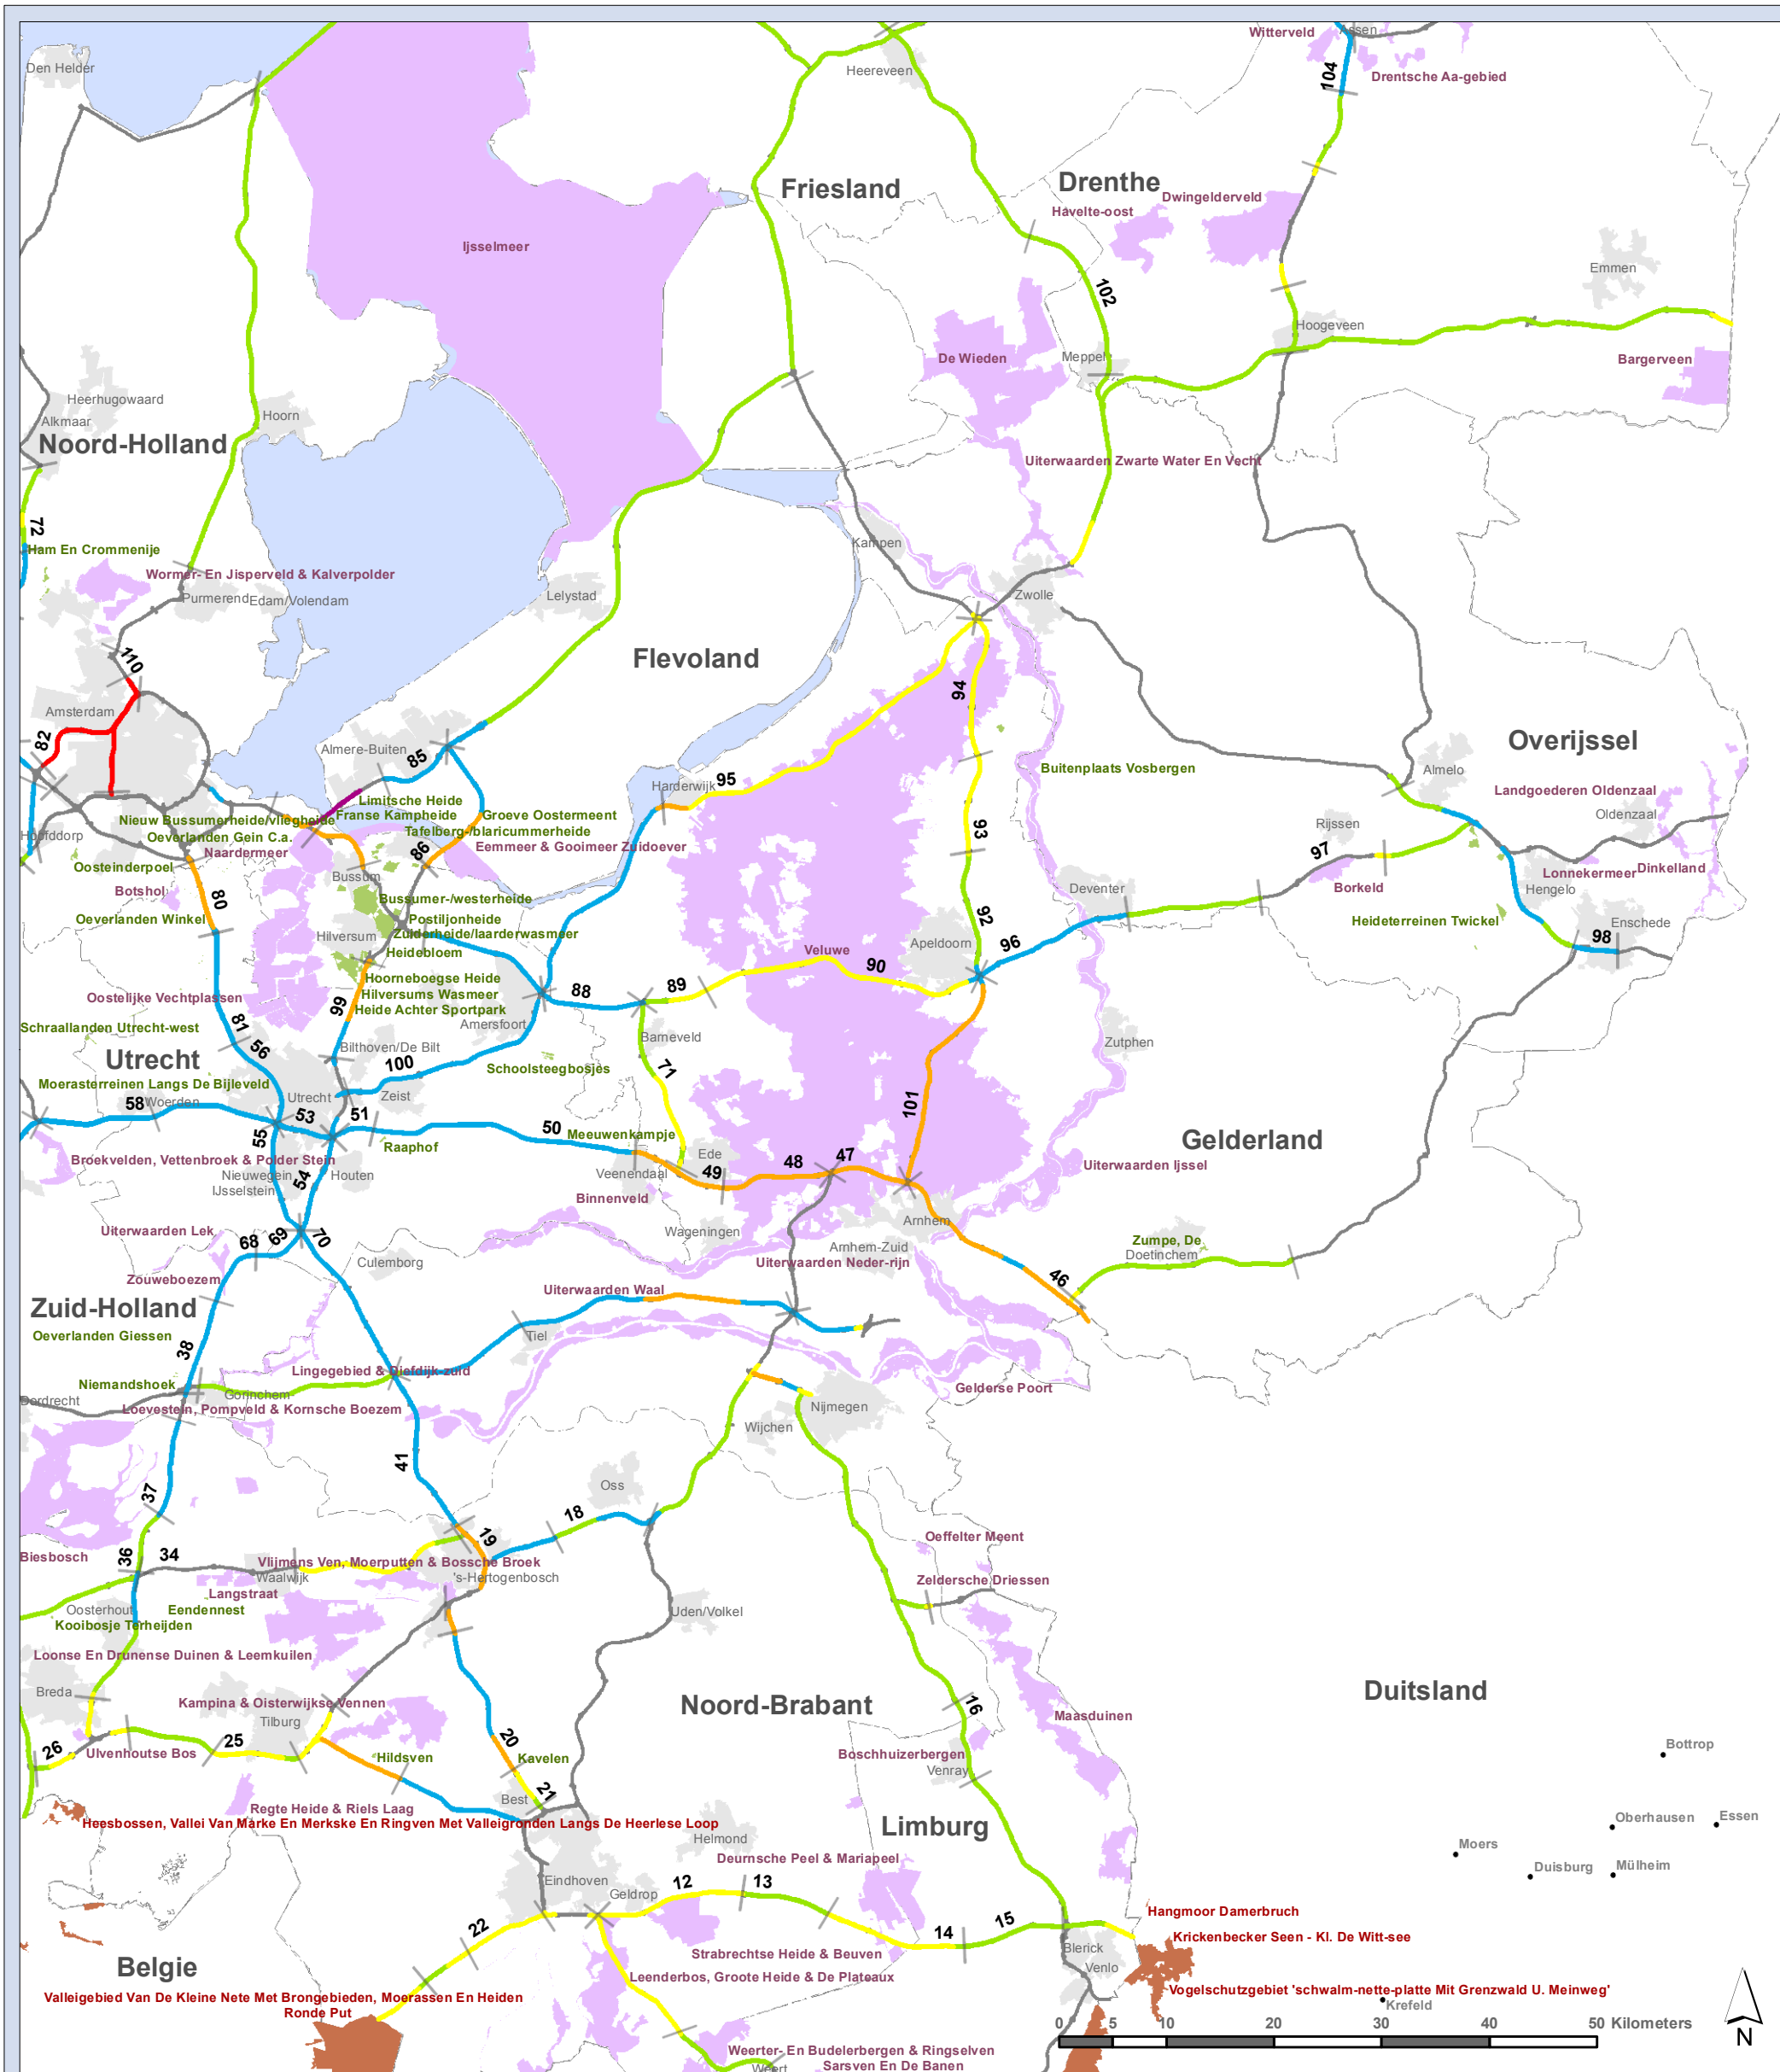 Witterveld
Assen
Den Helder
Heereveen
104
Drentsche Aa-gebied
Friesland
Drenthe
Dwingelderveld
Havelte-oost
Ijsselmeer
Emmen
102
Hoogeveen
De Wieden
Meppel
Bargerveen
Heerhugowaard
Alkmaar
Hoorn
Noord-Holland
Uiterwaarden Zwarte Water En Vecht
72
Ham En Crommenije
Kampen
Wormer- En Jisperveld & Kalverpolder
Purmerend
Edam/Volendam
Lelystad
Zwolle
110
Flevoland
94
Amsterdam
82
Almere-Buiten
85
Overijssel
Buitenplaats Vosbergen
Almelo
Harderwijk
95
Landgoederen Oldenzaal
Limitsche Heide
Oldenzaal
Nieuw Bussumerheide/vliegheide
Franse Kampheide
Groeve Oostermeent
Hoofddorp
Oeverlanden Gein C.a.
Tafelberg-/blaricummerheide
Rijssen
93
Naardermeer
Eemmeer & Gooimeer Zuidoever
86
97
Oosteinderpoel
Bussum
Lonnekermeer
Dinkelland
Botshol
Borkeld
Deventer
Hengelo
80
Bussumer-/westerheide
Oeverlanden Winkel
Postiljonheide
92
Heideterreinen Twickel
Enschede
Hilversum
Zuiderheide/laarderwasmeer
Apeldoorn
96
98
Heidebloem
Veluwe
90
Hoorneboegse Heide
89
88
Oostelijke Vechtplassen
Hilversums Wasmeer
99
Heide Achter Sportpark
Schraallanden Utrecht-west
81
Amersfoort
Barneveld
Zutphen
56
Bilthoven/De Bilt
Utrecht
100
Schoolsteegbosjes
71
Moerasterreinen Langs De Bijleveld
Utrecht
Zeist
58
Woerden
101
53
51
50
Meeuwenkampje
55
Raaphof
Gelderland
Broekvelden, Vettenbroek & Polder Stein
Ede
48
47
Uiterwaarden Ijssel
Nieuwegein
54
Houten
Veenendaal
49
IJsselstein
Binnenveld
Uiterwaarden Lek
Wageningen
Arnhem
68
69
70
Zumpe, De
Arnhem-Zuid
Doetinchem
Culemborg
Uiterwaarden Neder-rijn
Zouweboezem
46
Uiterwaarden Waal
Zuid-Holland
Oeverlanden Giessen
Tiel
38
Lingegebied & Diefdijk-zuid
Niemandshoek
Gorinchem
Gelderse Poort
Dordrecht
Loevestein, Pompveld & Kornsche Boezem
Nijmegen
Wijchen
41
Oss
37
18
19
Oeffelter Meent
Biesbosch
36
34
Vlijmens Ven, Moerputten & Bossche Broek
Waalwijk
's-Hertogenbosch
Zeldersche Driessen
Langstraat
Oosterhout
Eendennest
Uden/Volkel
Kooibosje Terheijden
Loonse En Drunense Duinen & Leemkuilen
Breda
Kampina & Oisterwijkse Vennen
Noord-Brabant
16
Duitsland
Tilburg
Maasduinen
25
20
26
Ulvenhoutse Bos
Hildsven
Kavelen
Boschhuizerbergen
Bottrop
Venray
21
Best
Regte Heide & Riels Laag
Heesbossen, Vallei Van Marke En Merkske En Ringven Met Valleigronden Langs De Heerlese Loop
Limburg
Oberhausen
Essen
Helmond
Moers
Deurnsche Peel & Mariapeel
Duisburg
Mülheim
Eindhoven
12
13
Geldrop
Hangmoor Damerbruch
15
22
14
Krickenbecker Seen - Kl. De Witt-see
Blerick
Strabrechtse Heide & Beuven
Belgie
Venlo
Leenderbos, Groote Heide & De Plateaux
Vogelschutzgebiet 'schwalm-nette-platte Mit Grenzwald U. Meinweg'
Valleigebied Van De Kleine Nete Met Brongebieden, Moerassen En Heiden
Krefeld
Ronde Put
0 5 10 20 30 40 50 Kilometers
N
Weerter- En Budelerbergen & Ringselven
Weert
Sarsven En De Banen